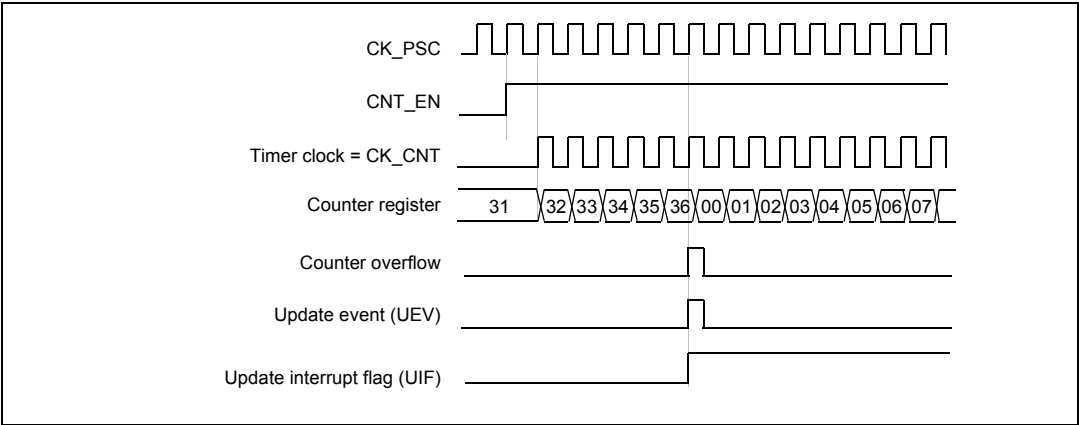 CK_PSC
CNT_EN
Timer clock = CK_CNT
Counter register 31 32 33 34 35 36 00 01 02 03 04 05 06 07
Counter overflow
Update event (UEV)
Update interrupt flag (UIF)